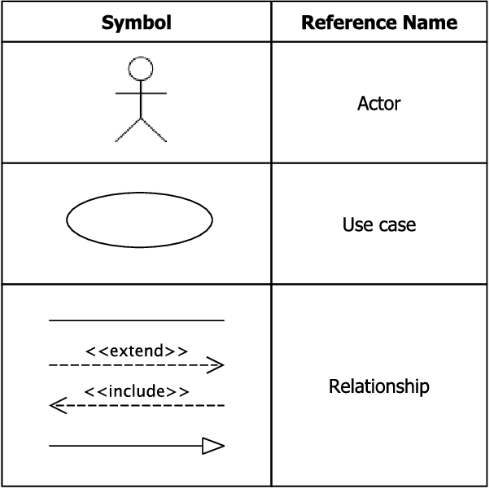 Symbol Reference Name
Actor
Use case
<<extend>>
<<include>>
Relationship